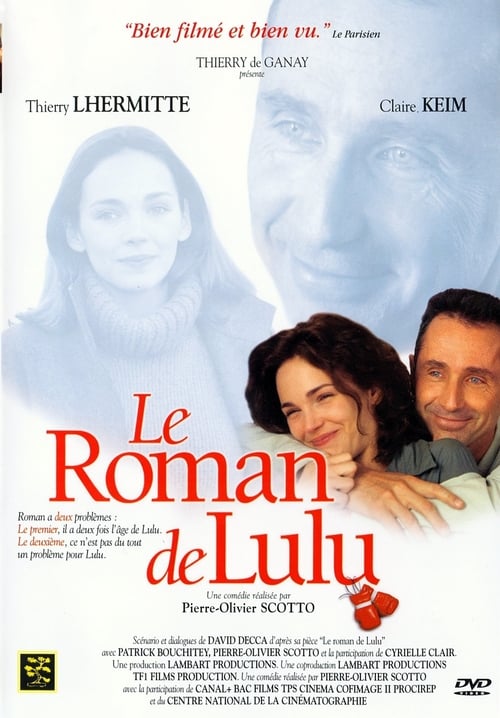 "Bien filmé et bien vu." Le Parisien
THIERRY de GANAY
présente
Thierry LHERMITTE
Claire KEIM
Le
Roman
de Lulu
Roman a deux problèmes :
Le premier, il a deux fois l'âge de Lulu.
Le deuxième, ce n'est pas du tout
un problème pour Lulu.
Une comédie réalisée par
Pierre-Olivier SCOTTO
Scénario et dialogues de DAVID DECCA d'après sa pièce "Le roman de Lulu"
avec PATRICK BOUCHITEY, PIERRE-OLIVIER SCOTTO et la participation de CYRIELLE CLAIR.
Une production LAMBART PRODUCTIONS. Une coproduction LAMBART PRODUCTIONS
TF1 FILMS PRODUCTION. Une comédie réalisée par PIERRE-OLIVIER SCOTTO
avec la participation de CANAL+ BAC FILMS TPS CINEMA COFIMAGE II PROCIREP
et du CENTRE NATIONAL DE LA CINÉMATOGRAPHIE
DVD
VIDEO